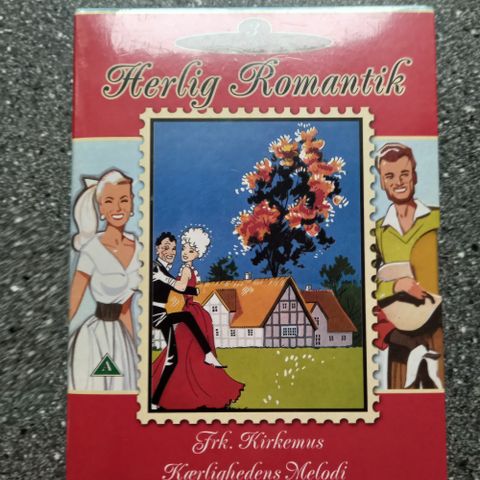 3
Herlig Romantik
A
Frk. Kirkemus
Kærlighedens Melodi